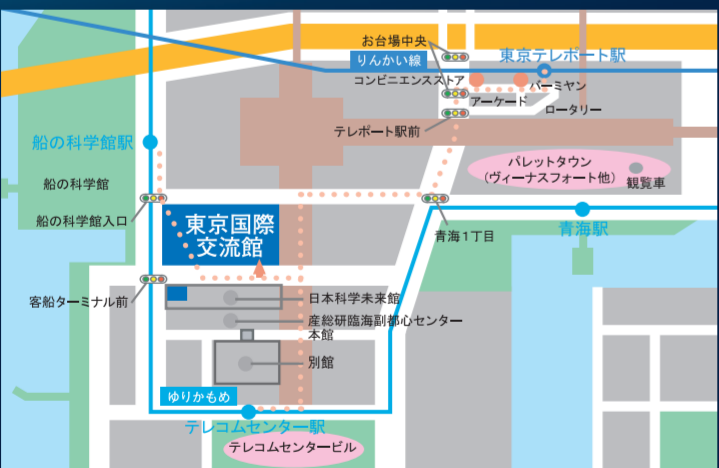 お台場中央
りんかい線
東京テレポート駅
コンビニエンスストア
バーミヤン
アーケード
ロータリー
テレポート駅前
船の科学館駅
パレットタウン
(ヴィーナスフォート他)
観覧車
船の科学館
船の科学館入口
東京国際
交流館
青海1丁目
青海駅
客船ターミナル前
日本科学未来館
産総研臨海副都心センター
本館
別館
ゆりかもめ
テレコムセンター駅
テレコムセンタービル